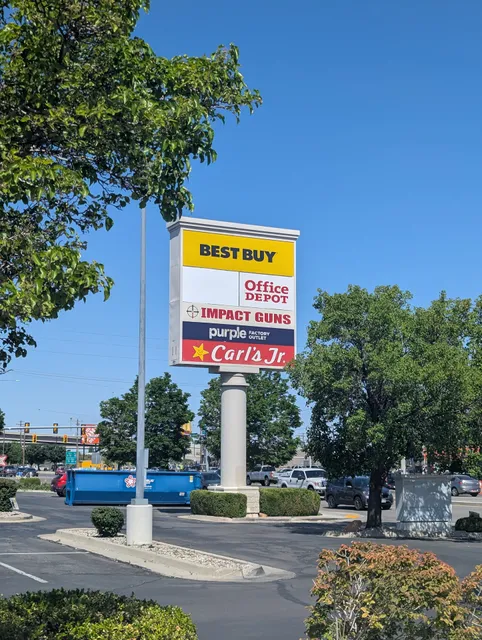 BEST BUY
Office
DEPOT
IMPACT GUNS
purple FACTORY
OUTLET
Carl's Jr.